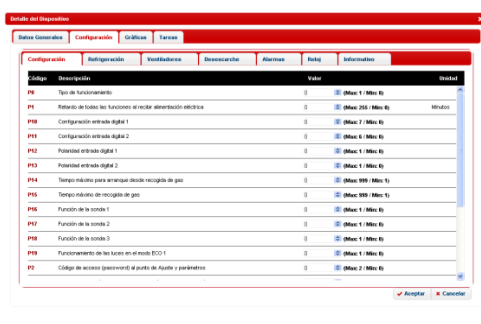 Detalle del Dispositivo x
Datos Generales Configuración Gráficas Tareas
Configuración Refrigeración Ventiladores Desescarche Alarmas Reloj Informativo
Código Descripción Valor Unidad
P0 Tipo de funcionamiento 0 (Max: 1 / Min: 0)
P1 Retardo de todas las funciones al recibir alimentación eléctrica 0 (Max: 255 / Min: 0) Minutos
P10 Configuración entrada digital 1 0 (Max: 7 / Min: 0)
P11 Configuración entrada digital 2 0 (Max: 6 / Min: 0)
P12 Polaridad entrada digital 1 0 (Max: 1 / Min: 0)
P13 Polaridad entrada digital 2 0 (Max: 1 / Min: 0)
P14 Tiempo máximo para arranque desde recogida de gas 0 (Max: 999 / Min: 1)
P15 Tiempo máximo de recogida de gas 0 (Max: 999 / Min: 1)
P16 Función de la sonda 1 0 (Max: 1 / Min: 0)
P17 Función de la sonda 2 0 (Max: 1 / Min: 0)
P18 Función de la sonda 3 0 (Max: 1 / Min: 0)
P19 Funcionamiento de las luces en el modo ECO 1 0 (Max: 1 / Min: 0)
P2 Código de acceso (password) al punto de Ajuste y parámetros 0 (Max: 2 / Min: 0)
Aceptar Cancelar